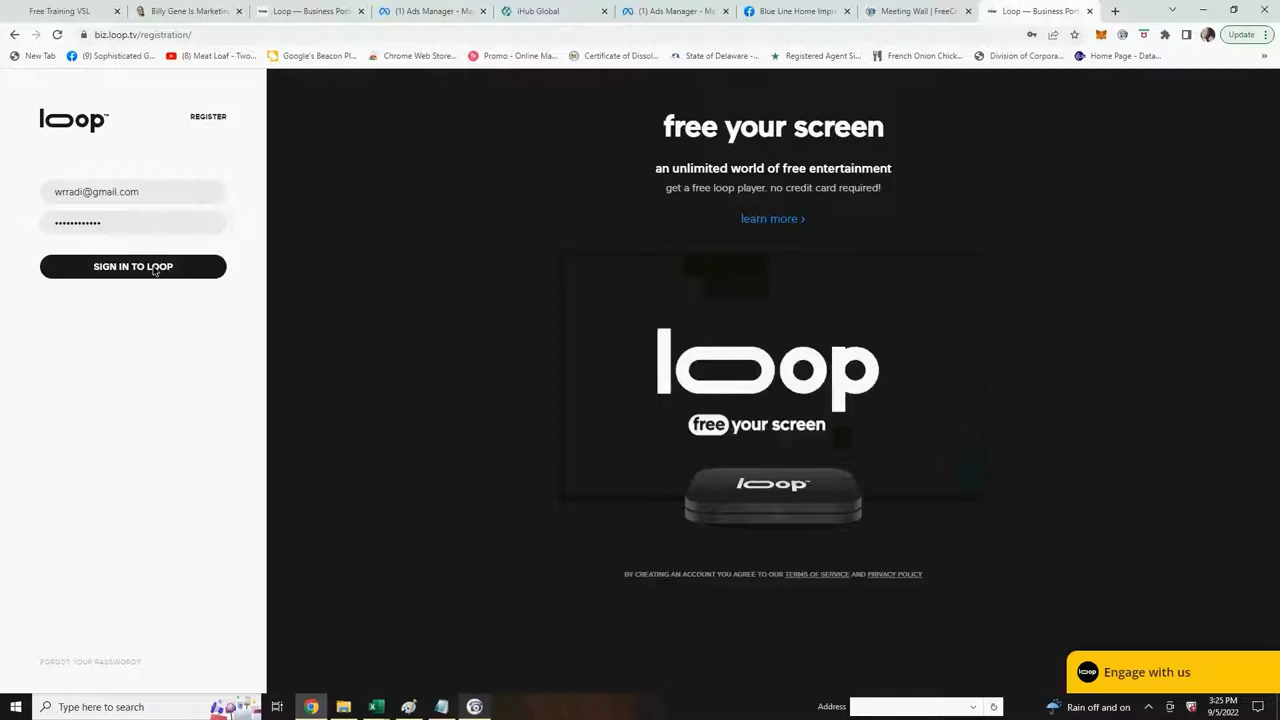 Free Training VSL
Billy Gene Is Marketin
Loop — Business Portal
(1) Ads Manager - Ma
iHub Global
(1) Ads Manager - Me
Blue Line Home Impro
Meeting Wall | FreeC
Loop — Business Port
biz.loop.tv/registration/
Update
New Tab
(9) Sophisticated G...
(8) Meat Loaf - Two...
Google's Beacon Pl...
Chrome Web Store...
Promo - Online Ma...
Certificate of Dissol...
State of Delaware -...
Registered Agent Si...
French Onion Chick...
Division of Corpora...
Home Page - Data...
loop™
REGISTER
wrradi@gmail.com
••••••••••••
SIGN IN TO LOOP
FORGOT YOUR PASSWORD?
free your screen
an unlimited world of free entertainment
get a free loop player. no credit card required!
learn more ›
loop
free your screen
loop™
BY CREATING AN ACCOUNT YOU AGREE TO OUR TERMS OF SERVICE AND PRIVACY POLICY
loop Engage with us
Type here to search
Address
Rain off and on
3:25 PM
9/5/2022